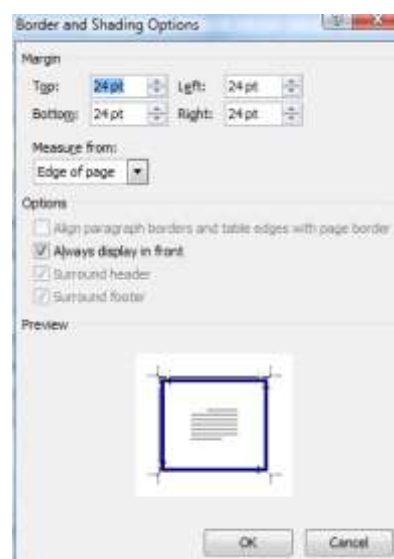 Border and Shading Options
Margin
Top: 24 pt Left: 24 pt
Bottom: 24 pt Right: 24 pt
Measure from:
Edge of page
Options
Align paragraph borders and table edges with page border
Always display in front
Surround header
Surround footer
Preview
OK Cancel